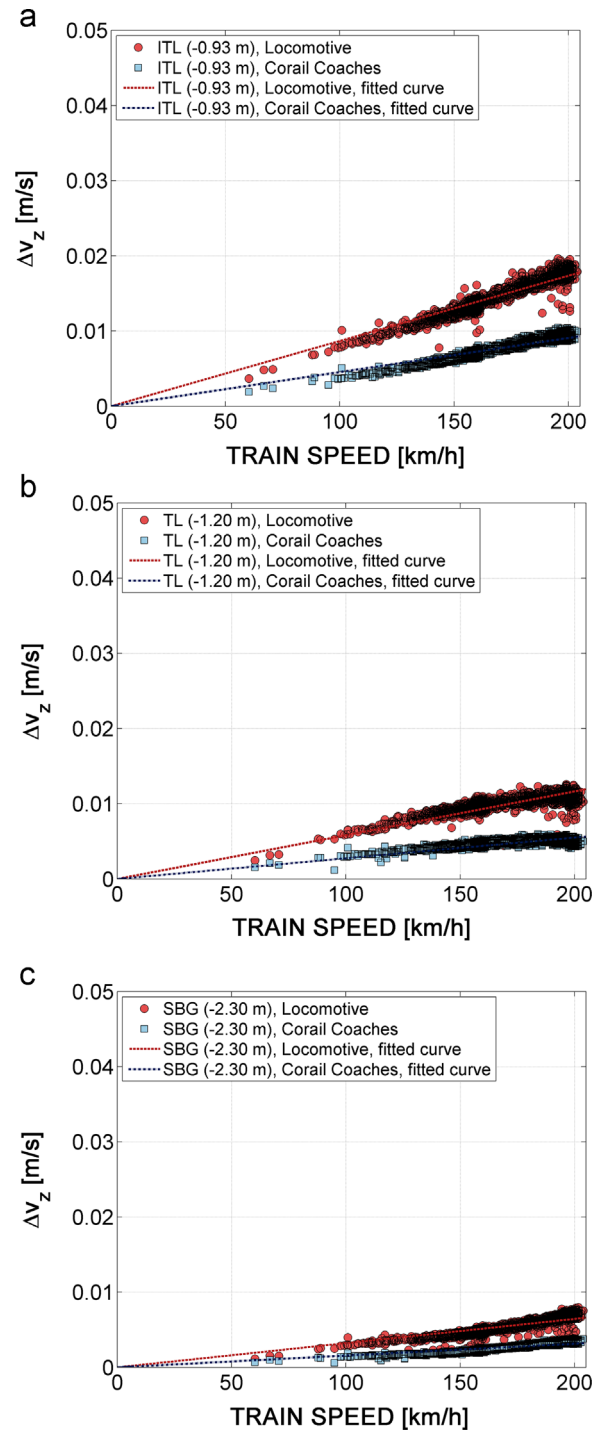 a
0.05
0.04
0.03
0.02
0.01
0
Δvz [m/s]
ITL (-0.93 m), Locomotive
ITL (-0.93 m), Corail Coaches
ITL (-0.93 m), Locomotive, fitted curve
ITL (-0.93 m), Corail Coaches, fitted curve
0 50 100 150 200
TRAIN SPEED [km/h]
b
0.05
0.04
0.03
0.02
0.01
0
Δvz [m/s]
TL (-1.20 m), Locomotive
TL (-1.20 m), Corail Coaches
TL (-1.20 m), Locomotive, fitted curve
TL (-1.20 m), Corail Coaches, fitted curve
0 50 100 150 200
TRAIN SPEED [km/h]
c
0.05
0.04
0.03
0.02
0.01
0
Δvz [m/s]
SBG (-2.30 m), Locomotive
SBG (-2.30 m), Corail Coaches
SBG (-2.30 m), Locomotive, fitted curve
SBG (-2.30 m), Corail Coaches, fitted curve
0 50 100 150 200
TRAIN SPEED [km/h]